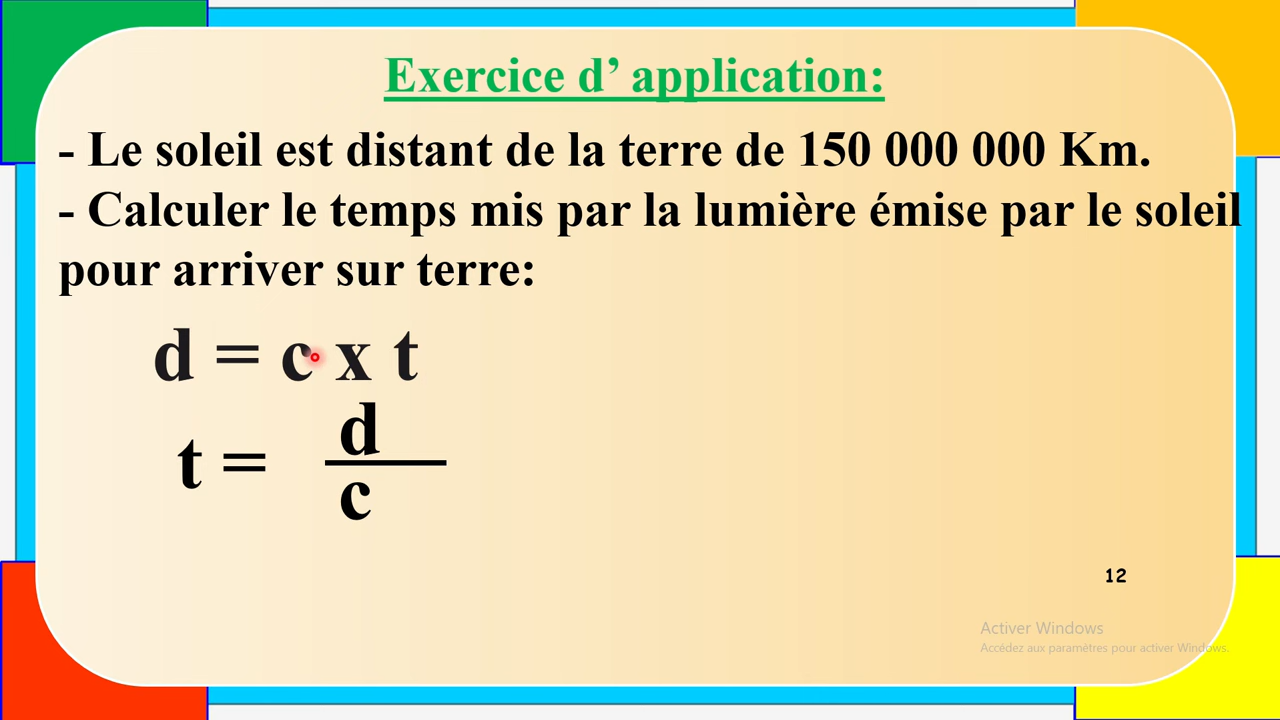 Exercice d’ application:
- Le soleil est distant de la terre de 150 000 000 Km.
- Calculer le temps mis par la lumière émise par le soleil
pour arriver sur terre:
d = c x t
t = d
c
12
Activer Windows
Accédez aux paramètres pour activer Windows.